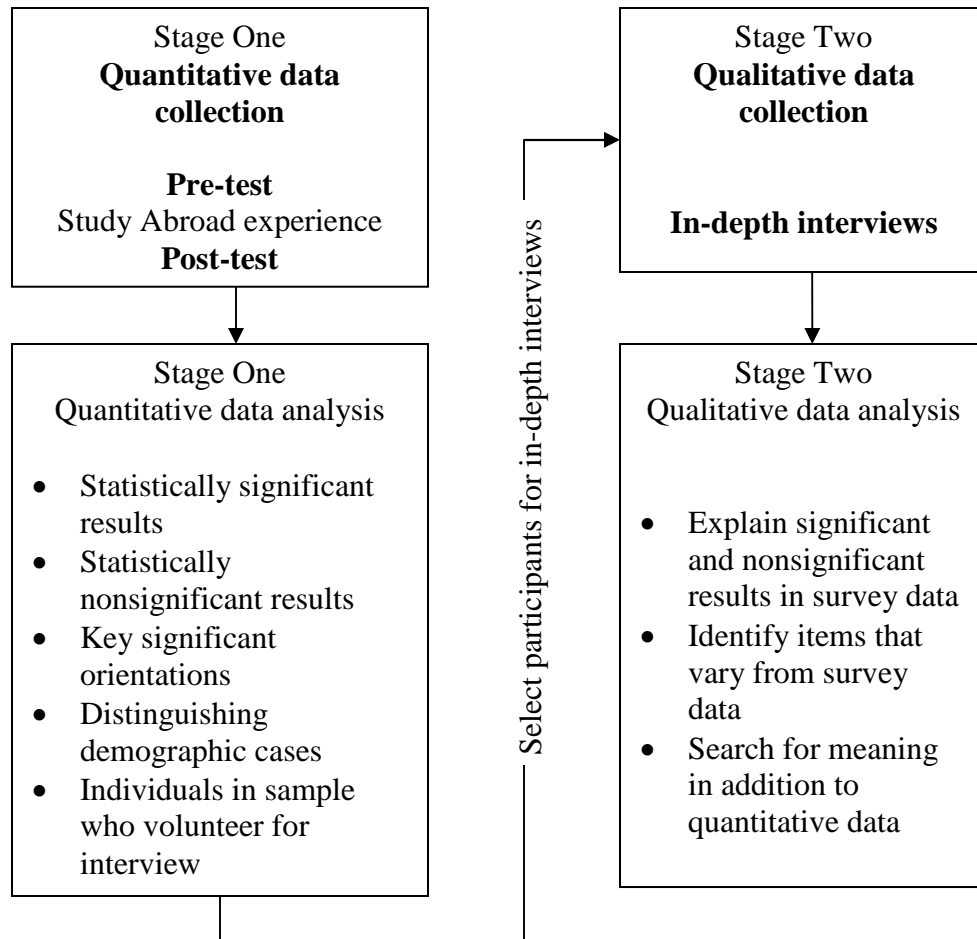 Stage One
Quantitative data
collection
Pre-test
Study Abroad experience
Post-test
Stage One
Quantitative data analysis
• Statistically significant
results
• Statistically
nonsignificant results
• Key significant
orientations
• Distinguishing
demographic cases
• Individuals in sample
who volunteer for
interview
Select participants for in-depth interviews
Stage Two
Qualitative data
collection
In-depth interviews
Stage Two
Qualitative data analysis
• Explain significant
and nonsignificant
results in survey data
• Identify items that
vary from survey
data
• Search for meaning
in addition to
quantitative data